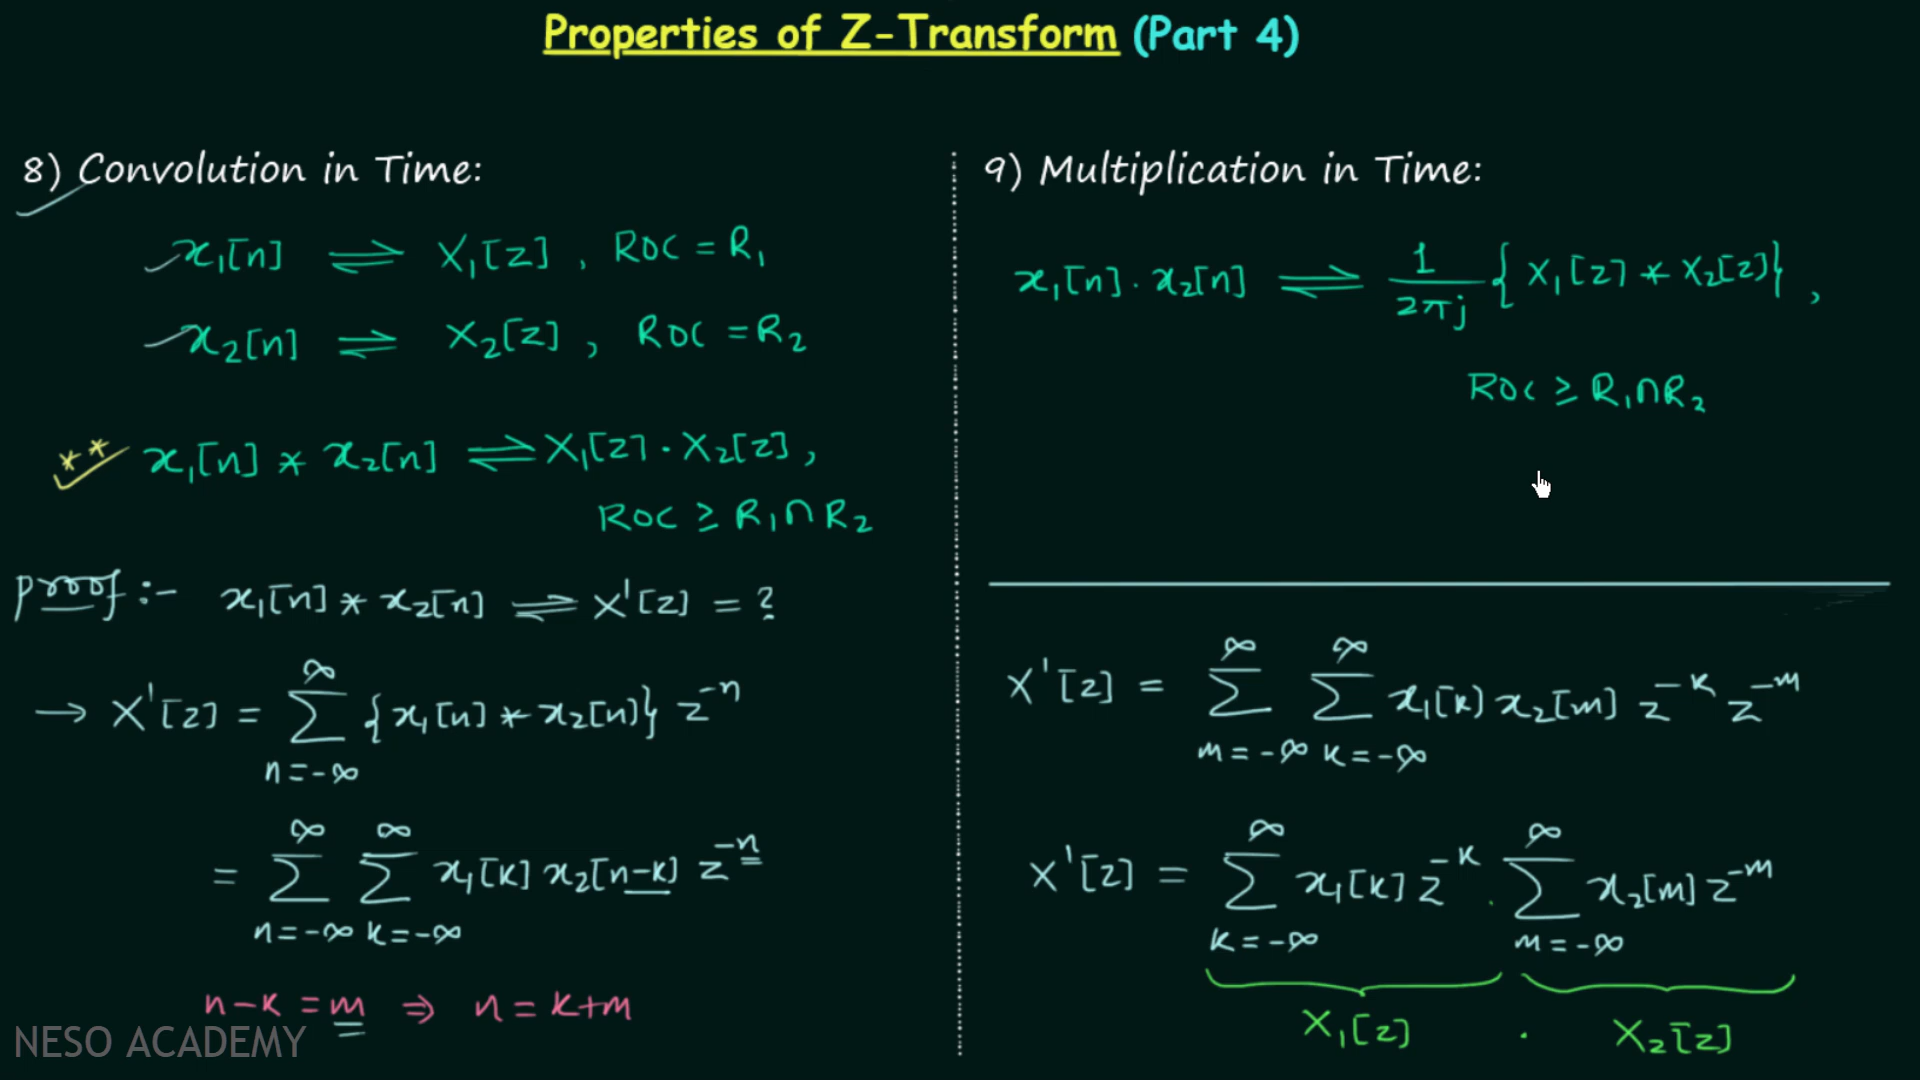 Properties of Z-Transform (Part 4)
8) Convolution in Time:
x₁[n] ⇌ X₁[z], ROC = R₁
x₂[n] ⇌ X₂[z], ROC = R₂
** x₁[n] * x₂[n] ⇌ X₁[z] · X₂[z],
ROC ≥ R₁∩R₂
Proof :- x₁[n] * x₂[n] ⇌ X'[z] = ?
→ X'[z] = ∞ Σ n=-∞ {x₁[n] * x₂[n]} z⁻ⁿ
= ∞ Σ n=-∞ ∞ Σ k=-∞ x₁[k] x₂[n-k] z⁻ⁿ
n-k = m ⇒ n = k+m
NESO ACADEMY
9) Multiplication in Time:
x₁[n] · x₂[n] ⇌ 1/2πj {X₁[z] * X₂[z]},
ROC ≥ R₁∩R₂
X'[z] = ∞ Σ m=-∞ ∞ Σ k=-∞ x₁[k] x₂[m] z⁻ᵏ z⁻ᵐ
X'[z] = ∞ Σ k=-∞ x₁[k] z⁻ᵏ · ∞ Σ m=-∞ x₂[m] z⁻ᵐ
X₁[z] · X₂[z]